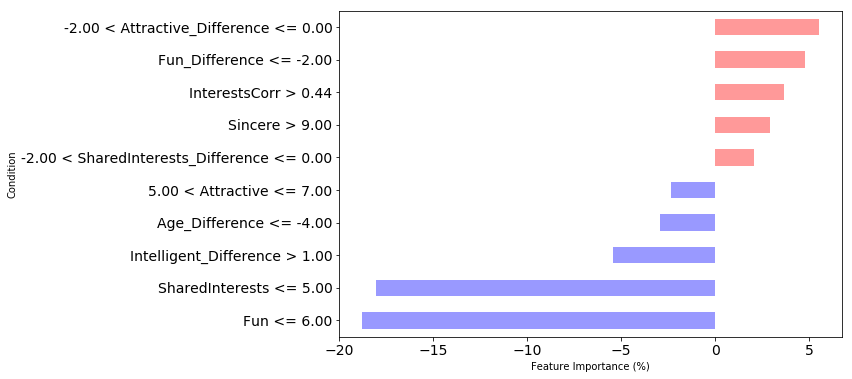 -2.00 < Attractive_Difference <= 0.00
Fun_Difference <= -2.00
InterestsCorr > 0.44
Sincere > 9.00
-2.00 < SharedInterests_Difference <= 0.00
5.00 < Attractive <= 7.00
Age_Difference <= -4.00
Intelligent_Difference > 1.00
SharedInterests <= 5.00
Fun <= 6.00
Condition
−20 −15 −10 −5 0 5
Feature Importance (%)